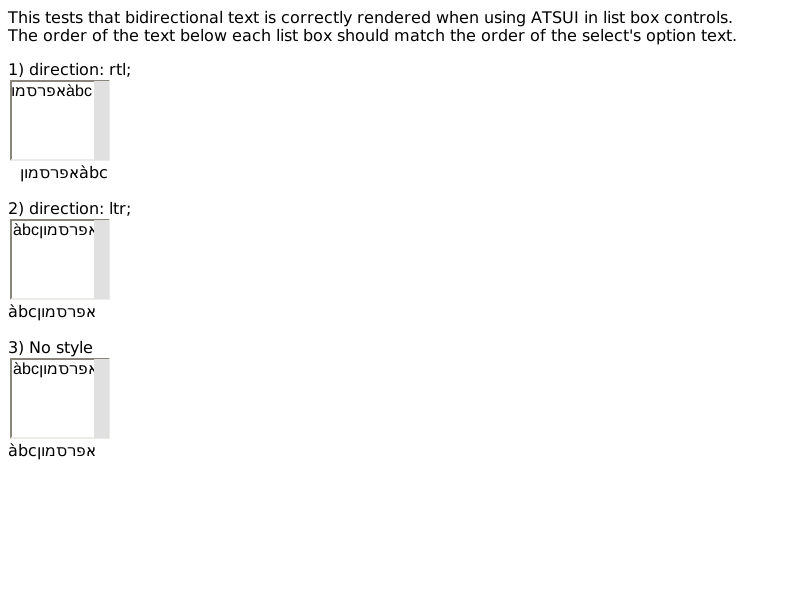 This tests that bidirectional text is correctly rendered when using ATSUI in list box controls.
The order of the text below each list box should match the order of the select's option text.
1) direction: rtl;
àbcאפרסמו
àbcאפרסמון
2) direction: ltr;
àbcאפרסמון
àbcאפרסמון
3) No style
àbcאפרסמון
àbcאפרסמון